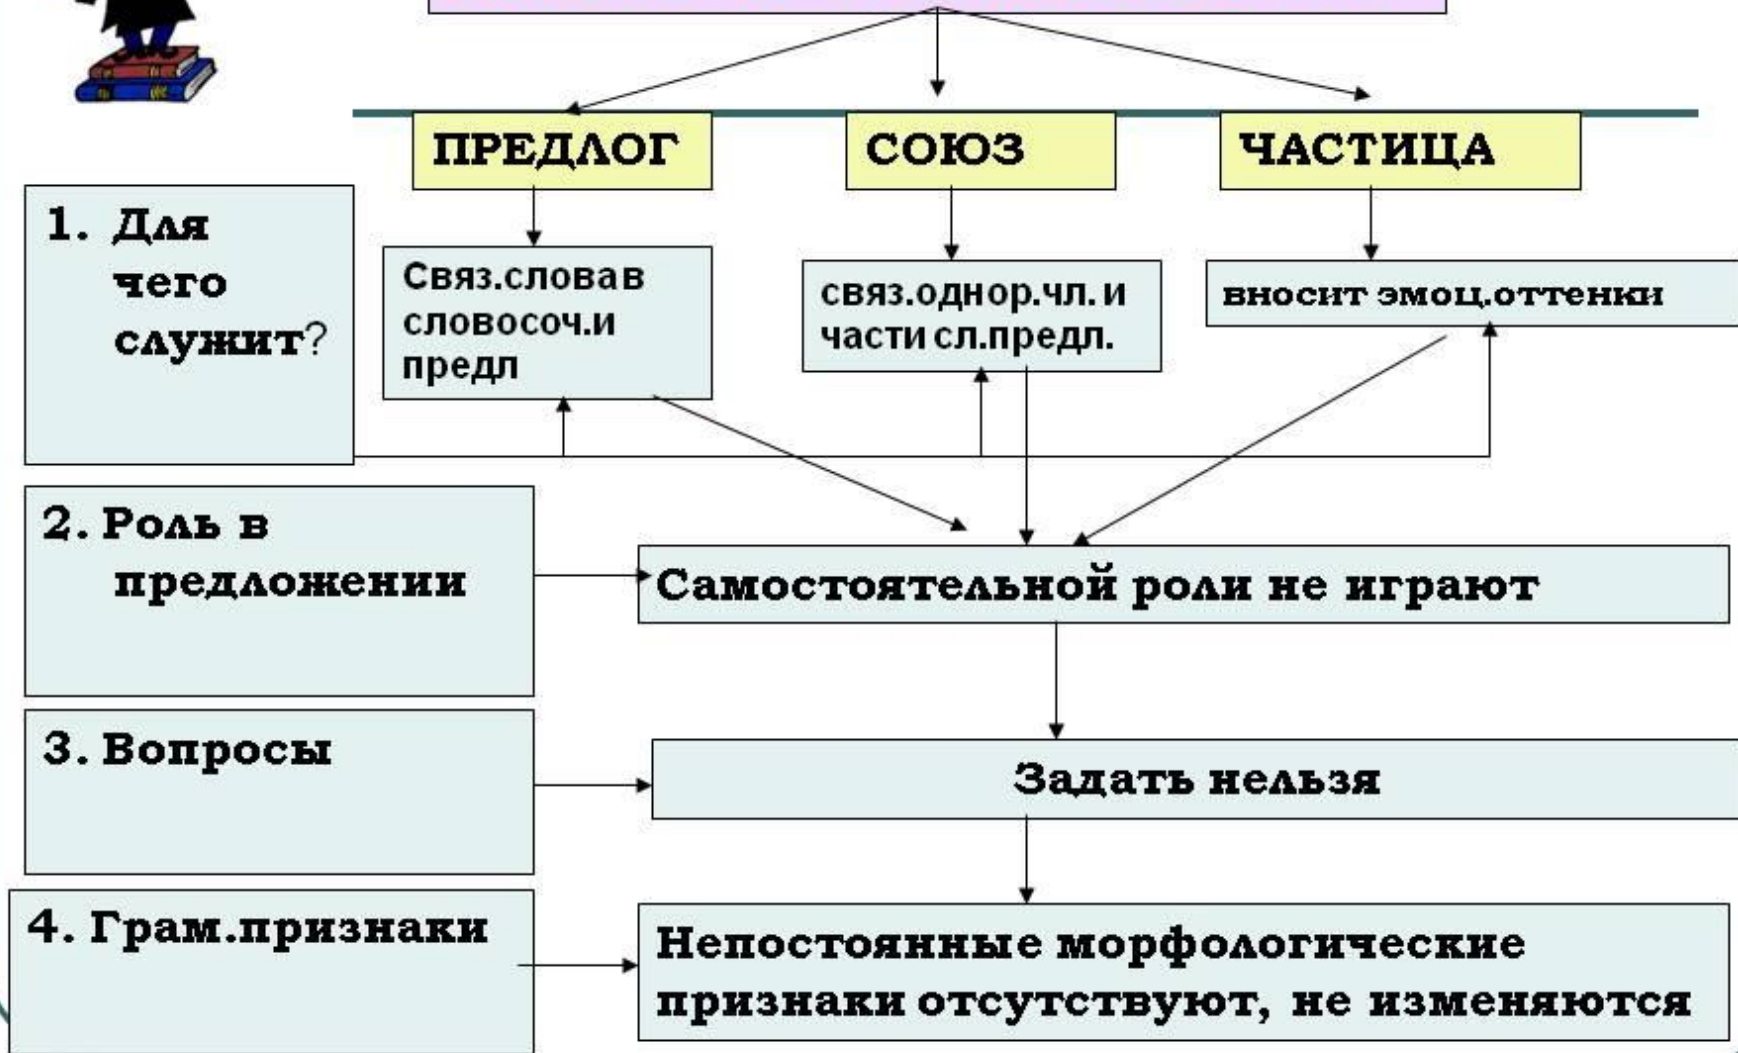 ПРЕДЛОГ
СОЮЗ
ЧАСТИЦА
1. Для
чего
служит?
Связ.слова в
словосоч.и
предл
связ.однор.чл. и
части сл.предл.
вносит эмоц.оттенки
2. Роль в
предложении
Самостоятельной роли не играют
3. Вопросы
Задать нельзя
4. Грам.признаки
Непостоянные морфологические
признаки отсутствуют, не изменяются